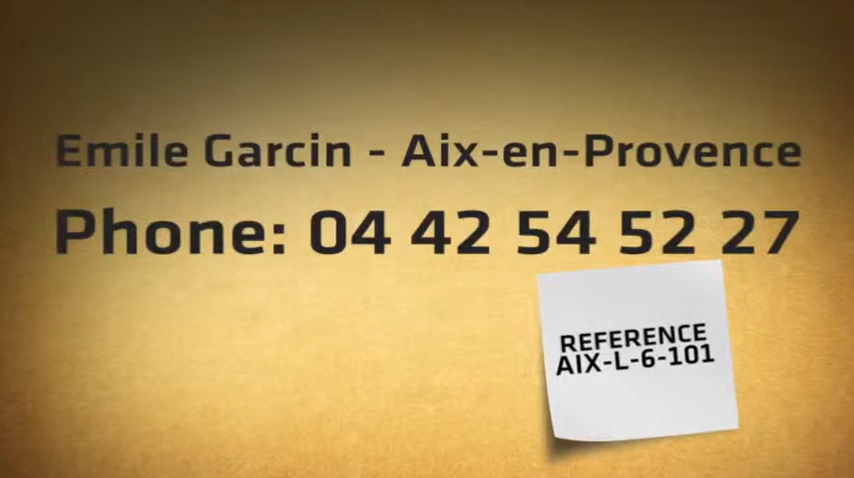 Emile Garcin - Aix-en-Provence
Phone: 04 42 54 52 27
REFERENCE
AIX-L-6-101